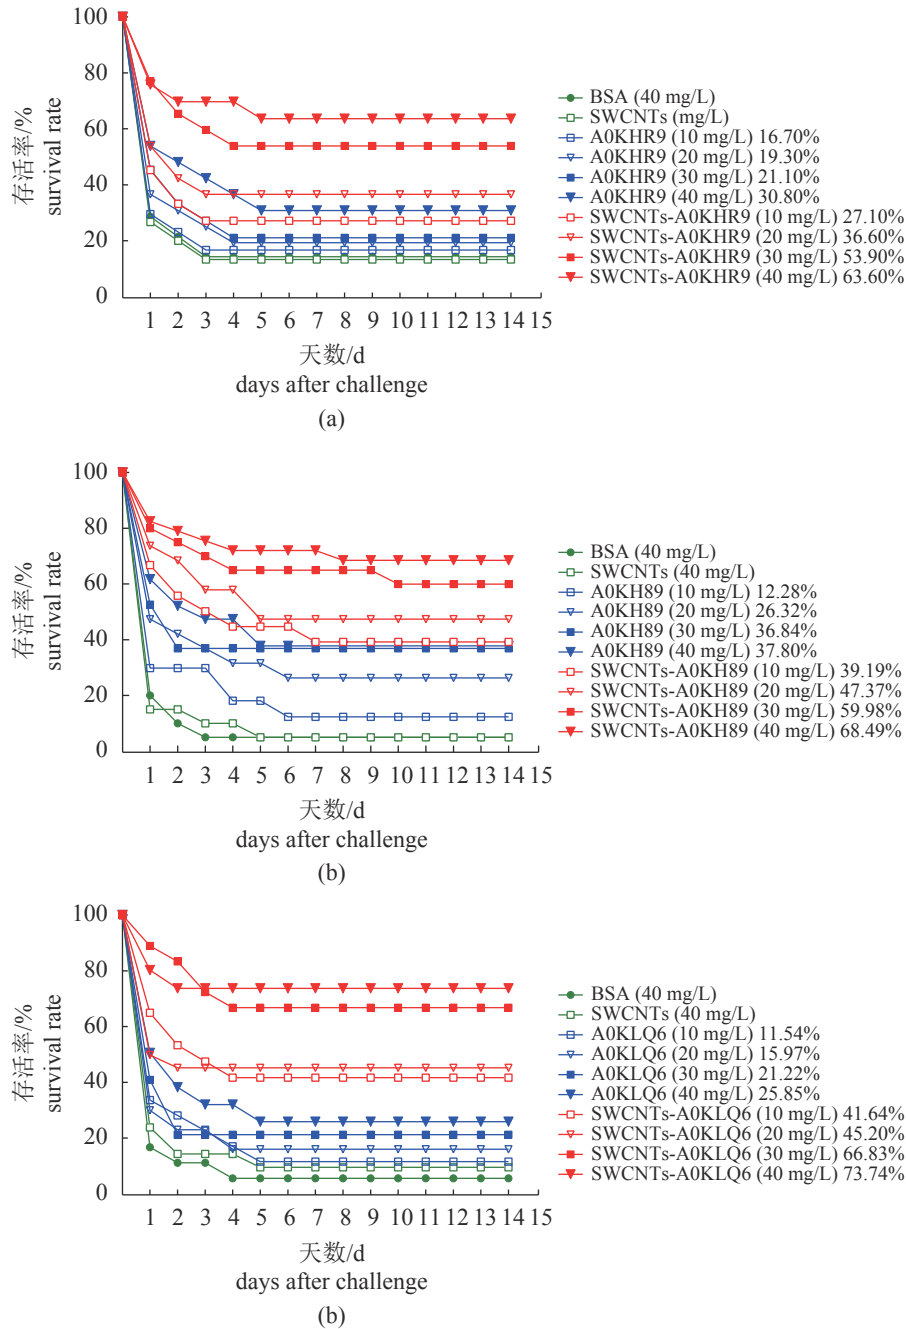 100
80
60
40
20
0
存活率/%
survival rate
1 2 3 4 5 6 7 8 9 10 11 12 13 14 15
天数/d
days after challenge
(a)
BSA (40 mg/L)
SWCNTs (mg/L)
A0KHR9 (10 mg/L) 16.70%
A0KHR9 (20 mg/L) 19.30%
A0KHR9 (30 mg/L) 21.10%
A0KHR9 (40 mg/L) 30.80%
SWCNTs-A0KHR9 (10 mg/L) 27.10%
SWCNTs-A0KHR9 (20 mg/L) 36.60%
SWCNTs-A0KHR9 (30 mg/L) 53.90%
SWCNTs-A0KHR9 (40 mg/L) 63.60%
100
80
60
40
20
0
存活率/%
survival rate
1 2 3 4 5 6 7 8 9 10 11 12 13 14 15
天数/d
days after challenge
(b)
BSA (40 mg/L)
SWCNTs (40 mg/L)
A0KH89 (10 mg/L) 12.28%
A0KH89 (20 mg/L) 26.32%
A0KH89 (30 mg/L) 36.84%
A0KH89 (40 mg/L) 37.80%
SWCNTs-A0KH89 (10 mg/L) 39.19%
SWCNTs-A0KH89 (20 mg/L) 47.37%
SWCNTs-A0KH89 (30 mg/L) 59.98%
SWCNTs-A0KH89 (40 mg/L) 68.49%
100
80
60
40
20
0
存活率/%
survival rate
1 2 3 4 5 6 7 8 9 10 11 12 13 14 15
天数/d
days after challenge
(b)
BSA (40 mg/L)
SWCNTs (40 mg/L)
A0KLQ6 (10 mg/L) 11.54%
A0KLQ6 (20 mg/L) 15.97%
A0KLQ6 (30 mg/L) 21.22%
A0KLQ6 (40 mg/L) 25.85%
SWCNTs-A0KLQ6 (10 mg/L) 41.64%
SWCNTs-A0KLQ6 (20 mg/L) 45.20%
SWCNTs-A0KLQ6 (30 mg/L) 66.83%
SWCNTs-A0KLQ6 (40 mg/L) 73.74%